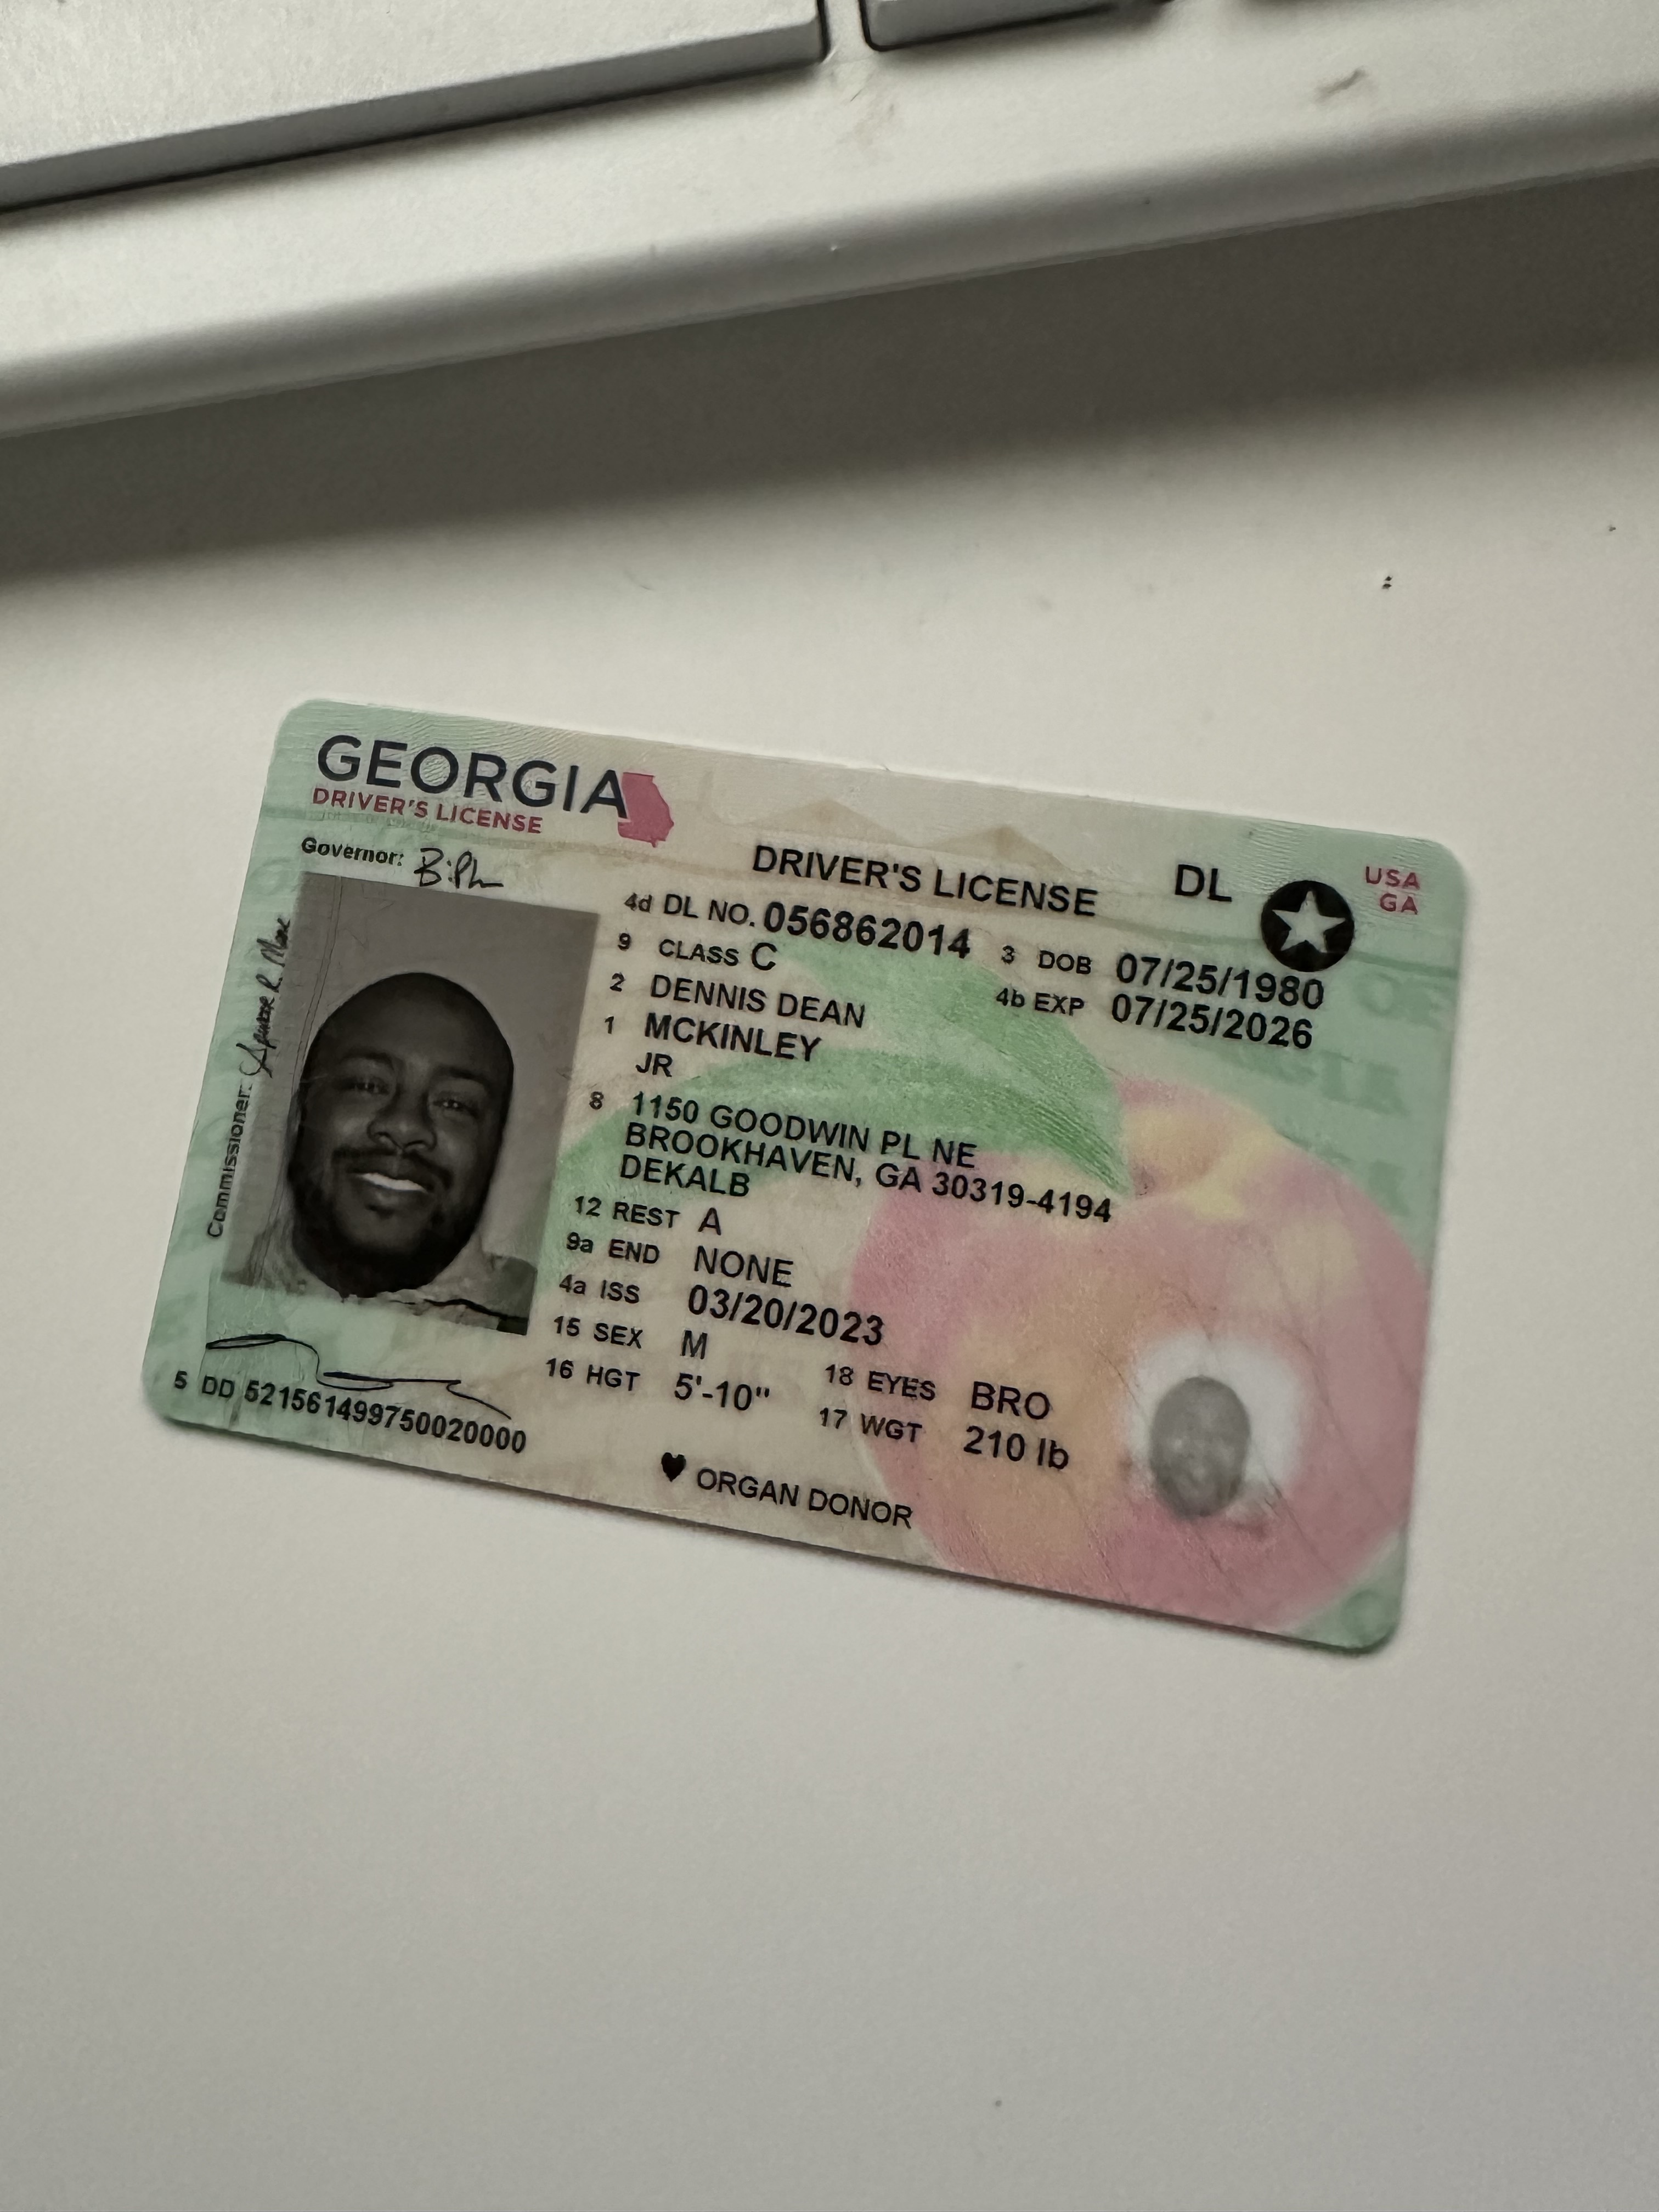 GEORGIA
DRIVER'S LICENSE
Governor:
Commissioner:
DRIVER'S LICENSE DL
USA
GA
4d DL NO. 056862014 3 DOB 07/25/1980
9 CLASS C 4b EXP 07/25/2026
2 DENNIS DEAN
1 MCKINLEY
JR
8 1150 GOODWIN PL NE
BROOKHAVEN, GA 30319-4194
DEKALB
12 REST A
9a END NONE
4a ISS 03/20/2023
15 SEX M 18 EYES BRO
16 HGT 5'-10" 17 WGT 210 lb
5 DD 521561499750020000
ORGAN DONOR